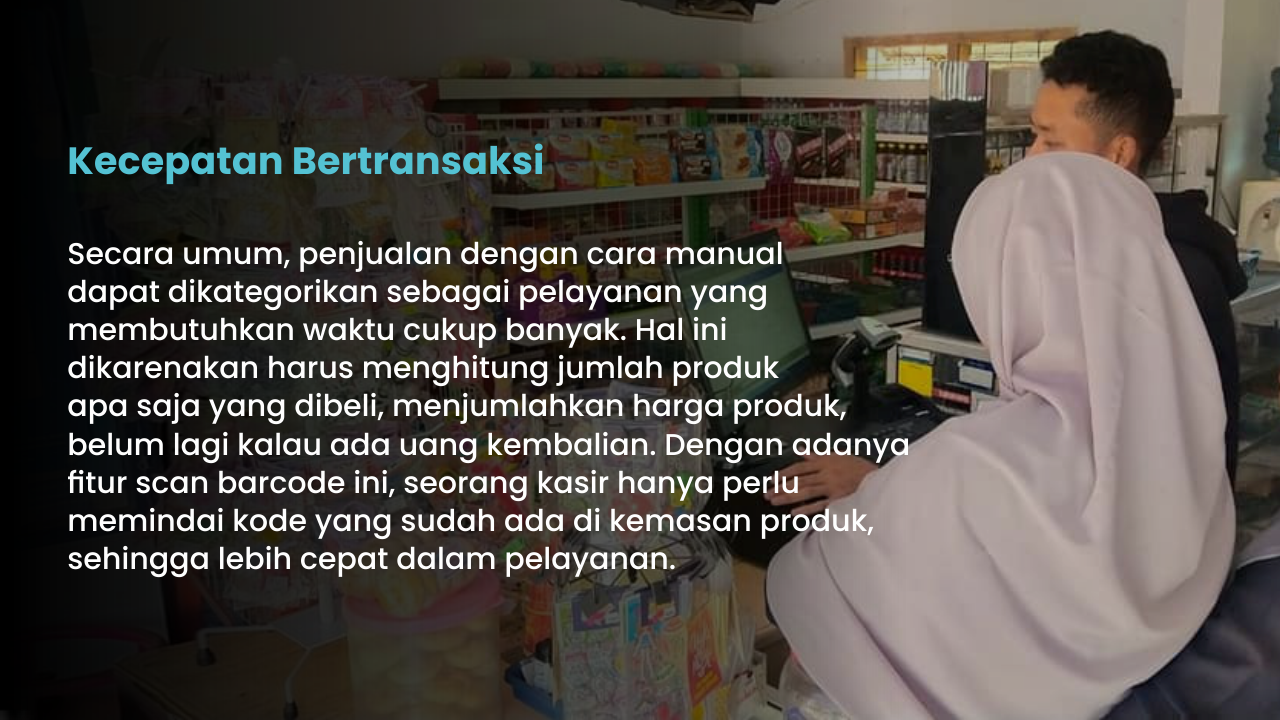 Kecepatan Bertransaksi
Secara umum, penjualan dengan cara manual
dapat dikategorikan sebagai pelayanan yang
membutuhkan waktu cukup banyak. Hal ini
dikarenakan harus menghitung jumlah produk
apa saja yang dibeli, menjumlahkan harga produk,
belum lagi kalau ada uang kembalian. Dengan adanya
fitur scan barcode ini, seorang kasir hanya perlu
memindai kode yang sudah ada di kemasan produk,
sehingga lebih cepat dalam pelayanan.